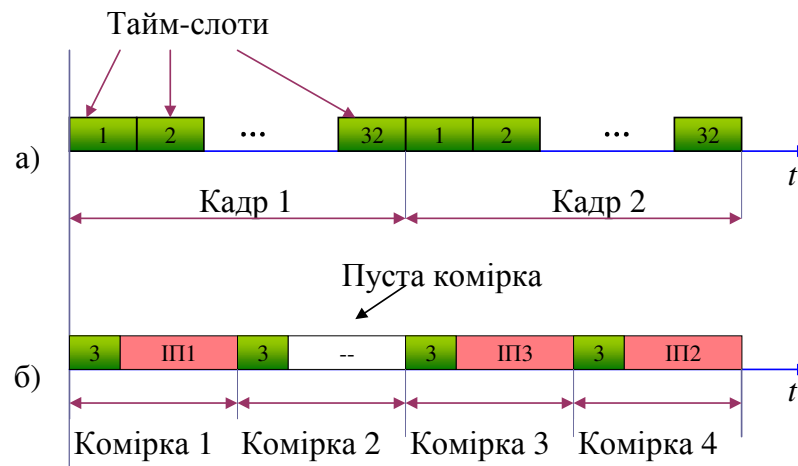 Тайм-слоти
1 2 ... 32 1 2 ... 32
а)
t
Кадр 1 Кадр 2
Пуста комірка
3 ІП1 3 -- 3 ІП3 3 ІП2
б)
t
Комірка 1 Комірка 2 Комірка 3 Комірка 4